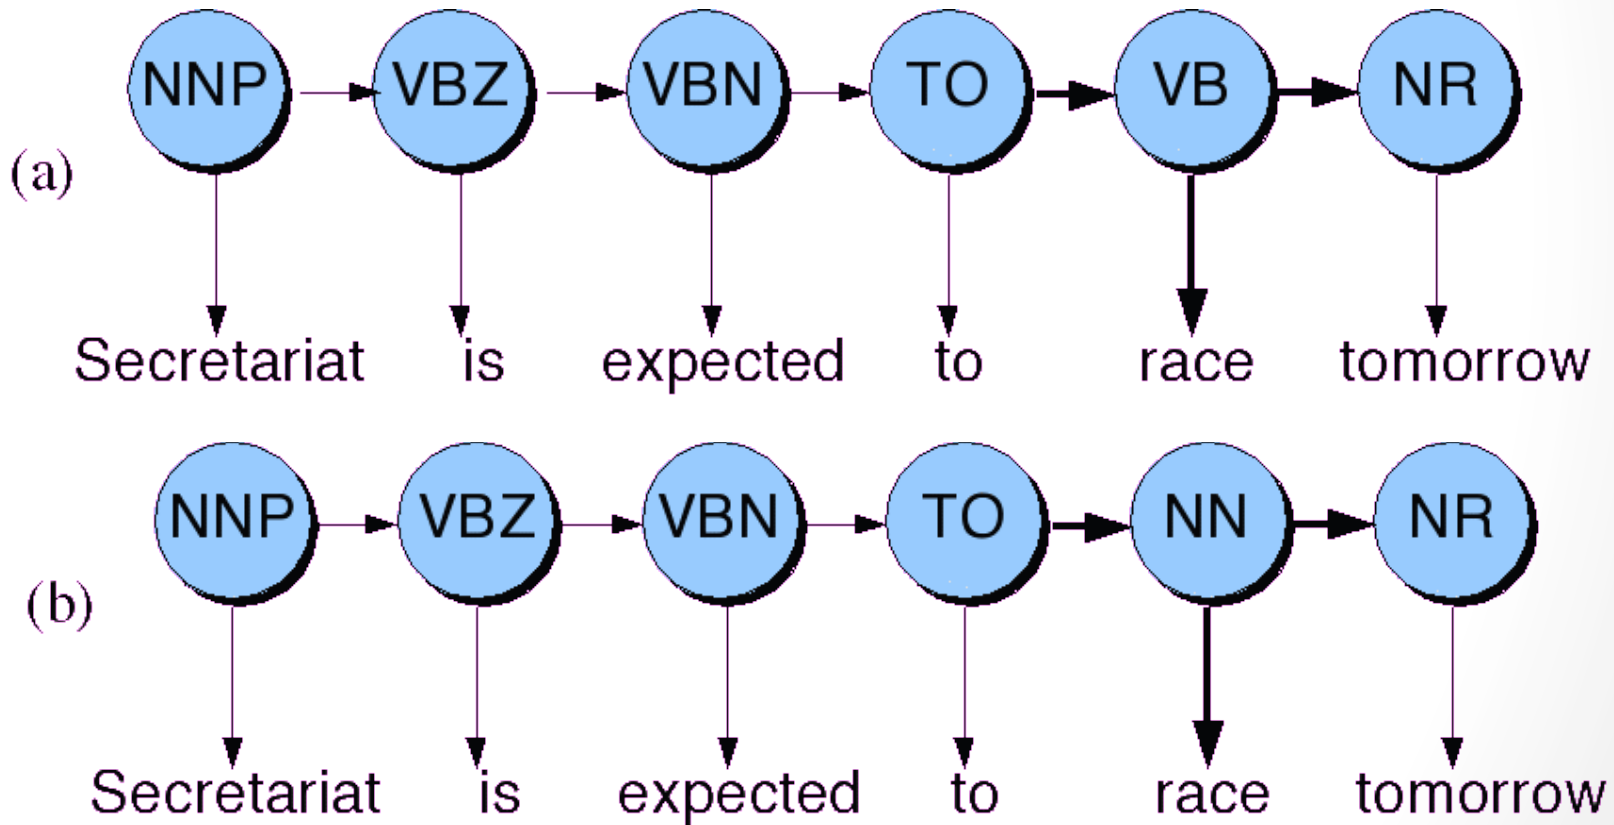 NNP VBZ VBN TO VB NR
(a)
Secretariat is expected to race tomorrow
NNP VBZ VBN TO NN NR
(b)
Secretariat is expected to race tomorrow